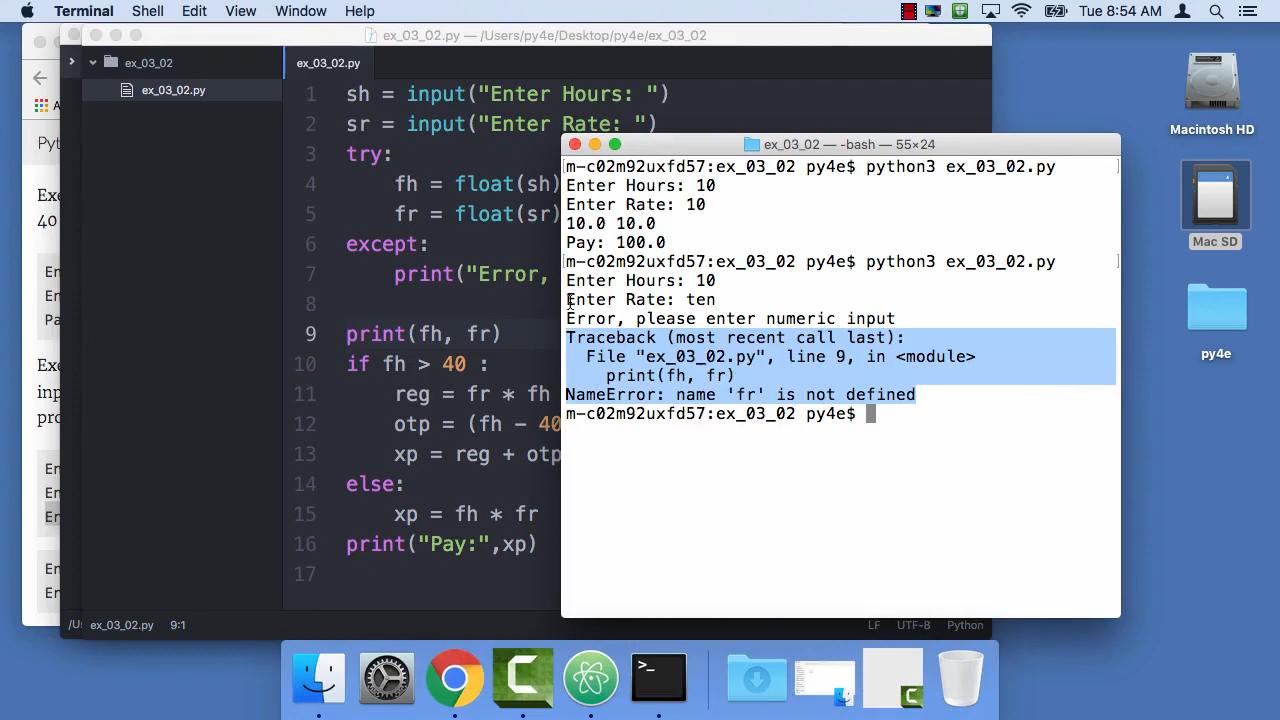 Terminal Shell Edit View Window Help
Tue 8:54 AM
ex_03_02.py — /Users/py4e/Desktop/py4e/ex_03_02
ex_03_02
ex_03_02.py
ex_03_02.py
1 sh = input("Enter Hours: ")
2 sr = input("Enter Rate: ")
3 try:
4 fh = float(sh)
5 fr = float(sr)
6 except:
7 print("Error,
8
9 print(fh, fr)
10 if fh > 40 :
11 reg = fr * fh
12 otp = (fh - 40
13 xp = reg + otp
14 else:
15 xp = fh * fr
16 print("Pay:",xp)
17
ex_03_02.py 9:1
LF UTF-8 Python
ex_03_02 — -bash — 55×24
m-c02m92uxfd57:ex_03_02 py4e$ python3 ex_03_02.py
Enter Hours: 10
Enter Rate: 10
10.0 10.0
Pay: 100.0
m-c02m92uxfd57:ex_03_02 py4e$ python3 ex_03_02.py
Enter Hours: 10
Enter Rate: ten
Error, please enter numeric input
Traceback (most recent call last):
File "ex_03_02.py", line 9, in <module>
print(fh, fr)
NameError: name 'fr' is not defined
m-c02m92uxfd57:ex_03_02 py4e$
Macintosh HD
Mac SD
py4e